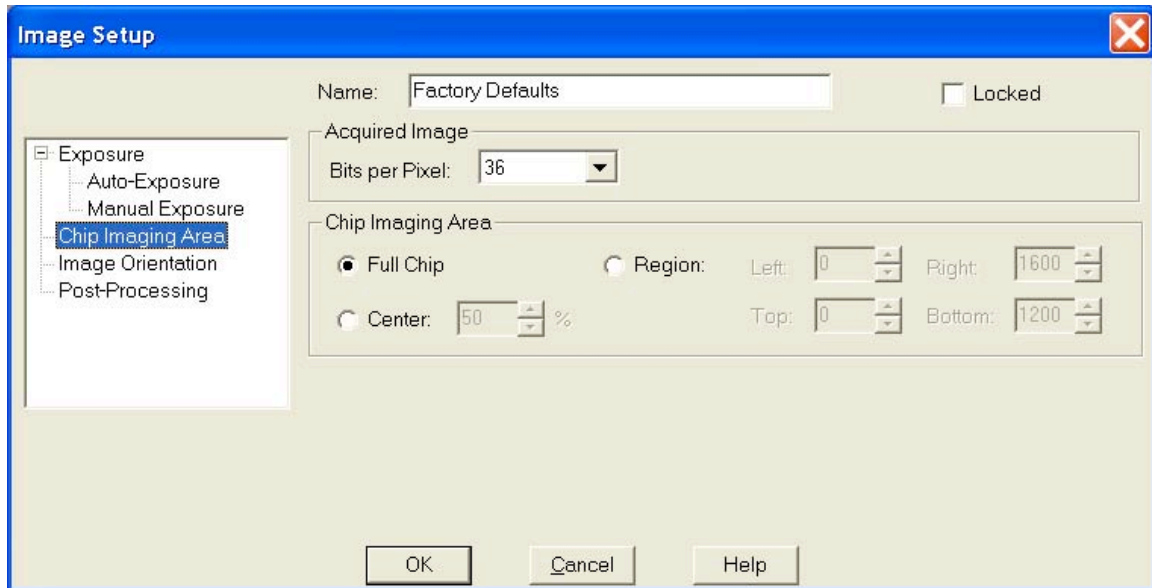 Image Setup
Name: Factory Defaults Locked
Exposure
Auto-Exposure
Manual Exposure
Chip Imaging Area
Image Orientation
Post-Processing
Acquired Image
Bits per Pixel: 36
Chip Imaging Area
Full Chip Region: Left: 0 Right: 1600
Center: 50 % Top: 0 Bottom: 1200
OK Cancel Help